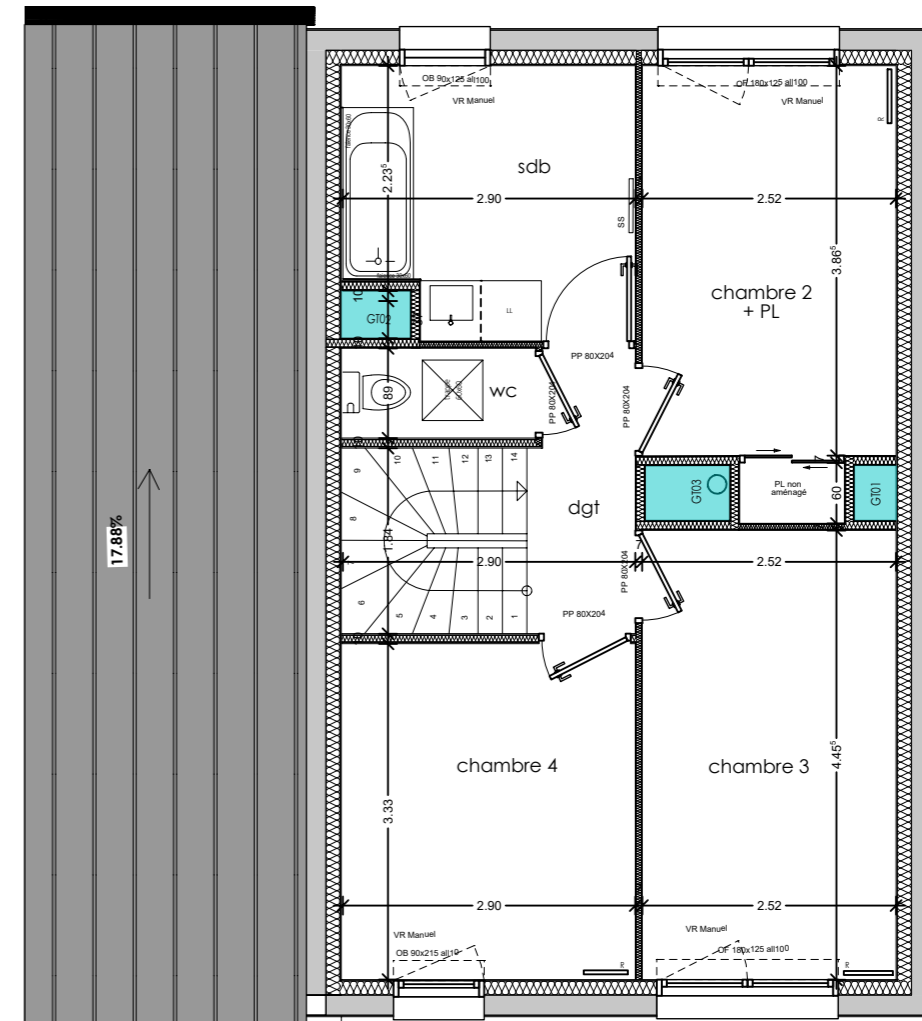 OB 90x125 all100
VR Manuel
OF 180x125 all100
VR Manuel
R
sdb
2.23⁵
2.90
2.52
SS
3.86⁵
chambre 2
+ PL
10
GT02
PP 80X204
wc
89
PP 80X204
PP 80X204
GT03
PL non
aménagé
60
7
GT01
dgt
9
10
11
12
13
14
8
7
6
5
4
3
2
1
1.84
2.90
7
2.52
PP 80X204
PP 80X204
17.88%
chambre 4
chambre 3
3.33
4.45⁵
2.90
2.52
VR Manuel
OB 90x215 all10
R
VR Manuel
OF 180x125 all100
R